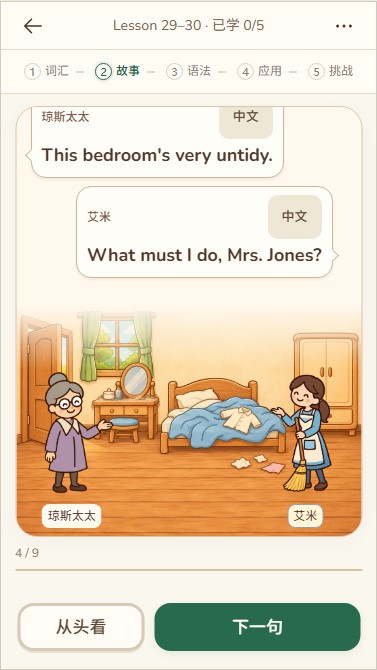 Lesson 29–30 · 已学 0/5
1 词汇 2 故事 3 语法 4 应用 5 挑战
琼斯太太 中文
This bedroom's very untidy.
艾米 中文
What must I do, Mrs. Jones?
琼斯太太 艾米
4 / 9
从头看 下一句